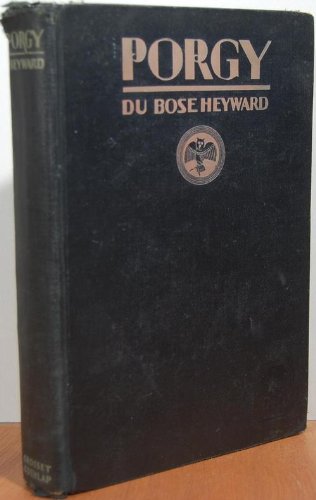 PORGY
HEYWARD
GROSSET
& DUNLAP
PORGY
DU BOSE HEYWARD